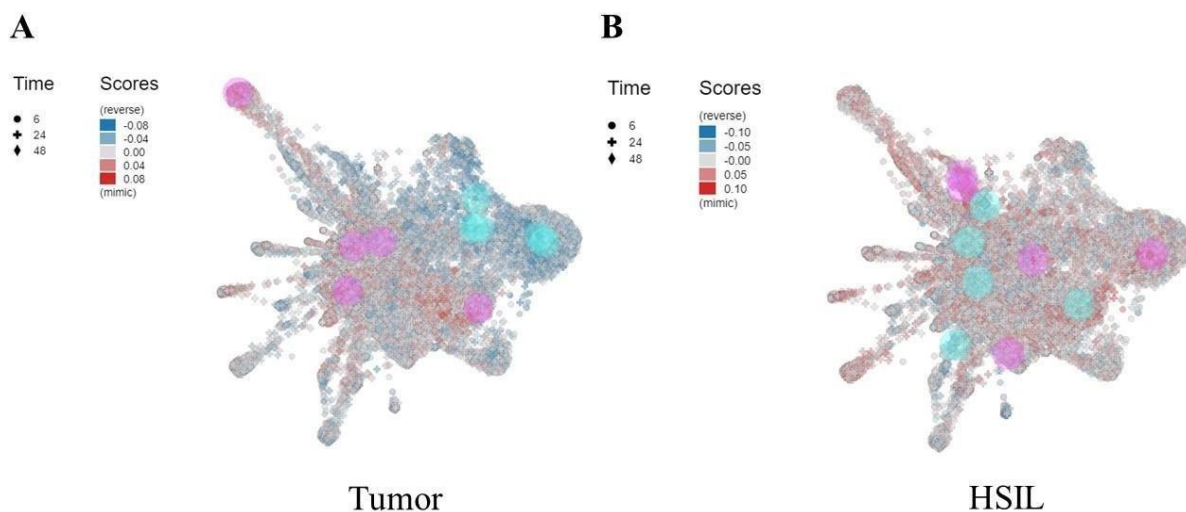 A
Time
6
24
48
Scores
(reverse)
-0.08
-0.04
0.00
0.04
0.08
(mimic)
Tumor
B
Time
6
24
48
Scores
(reverse)
-0.10
-0.05
-0.00
0.05
0.10
(mimic)
HSIL